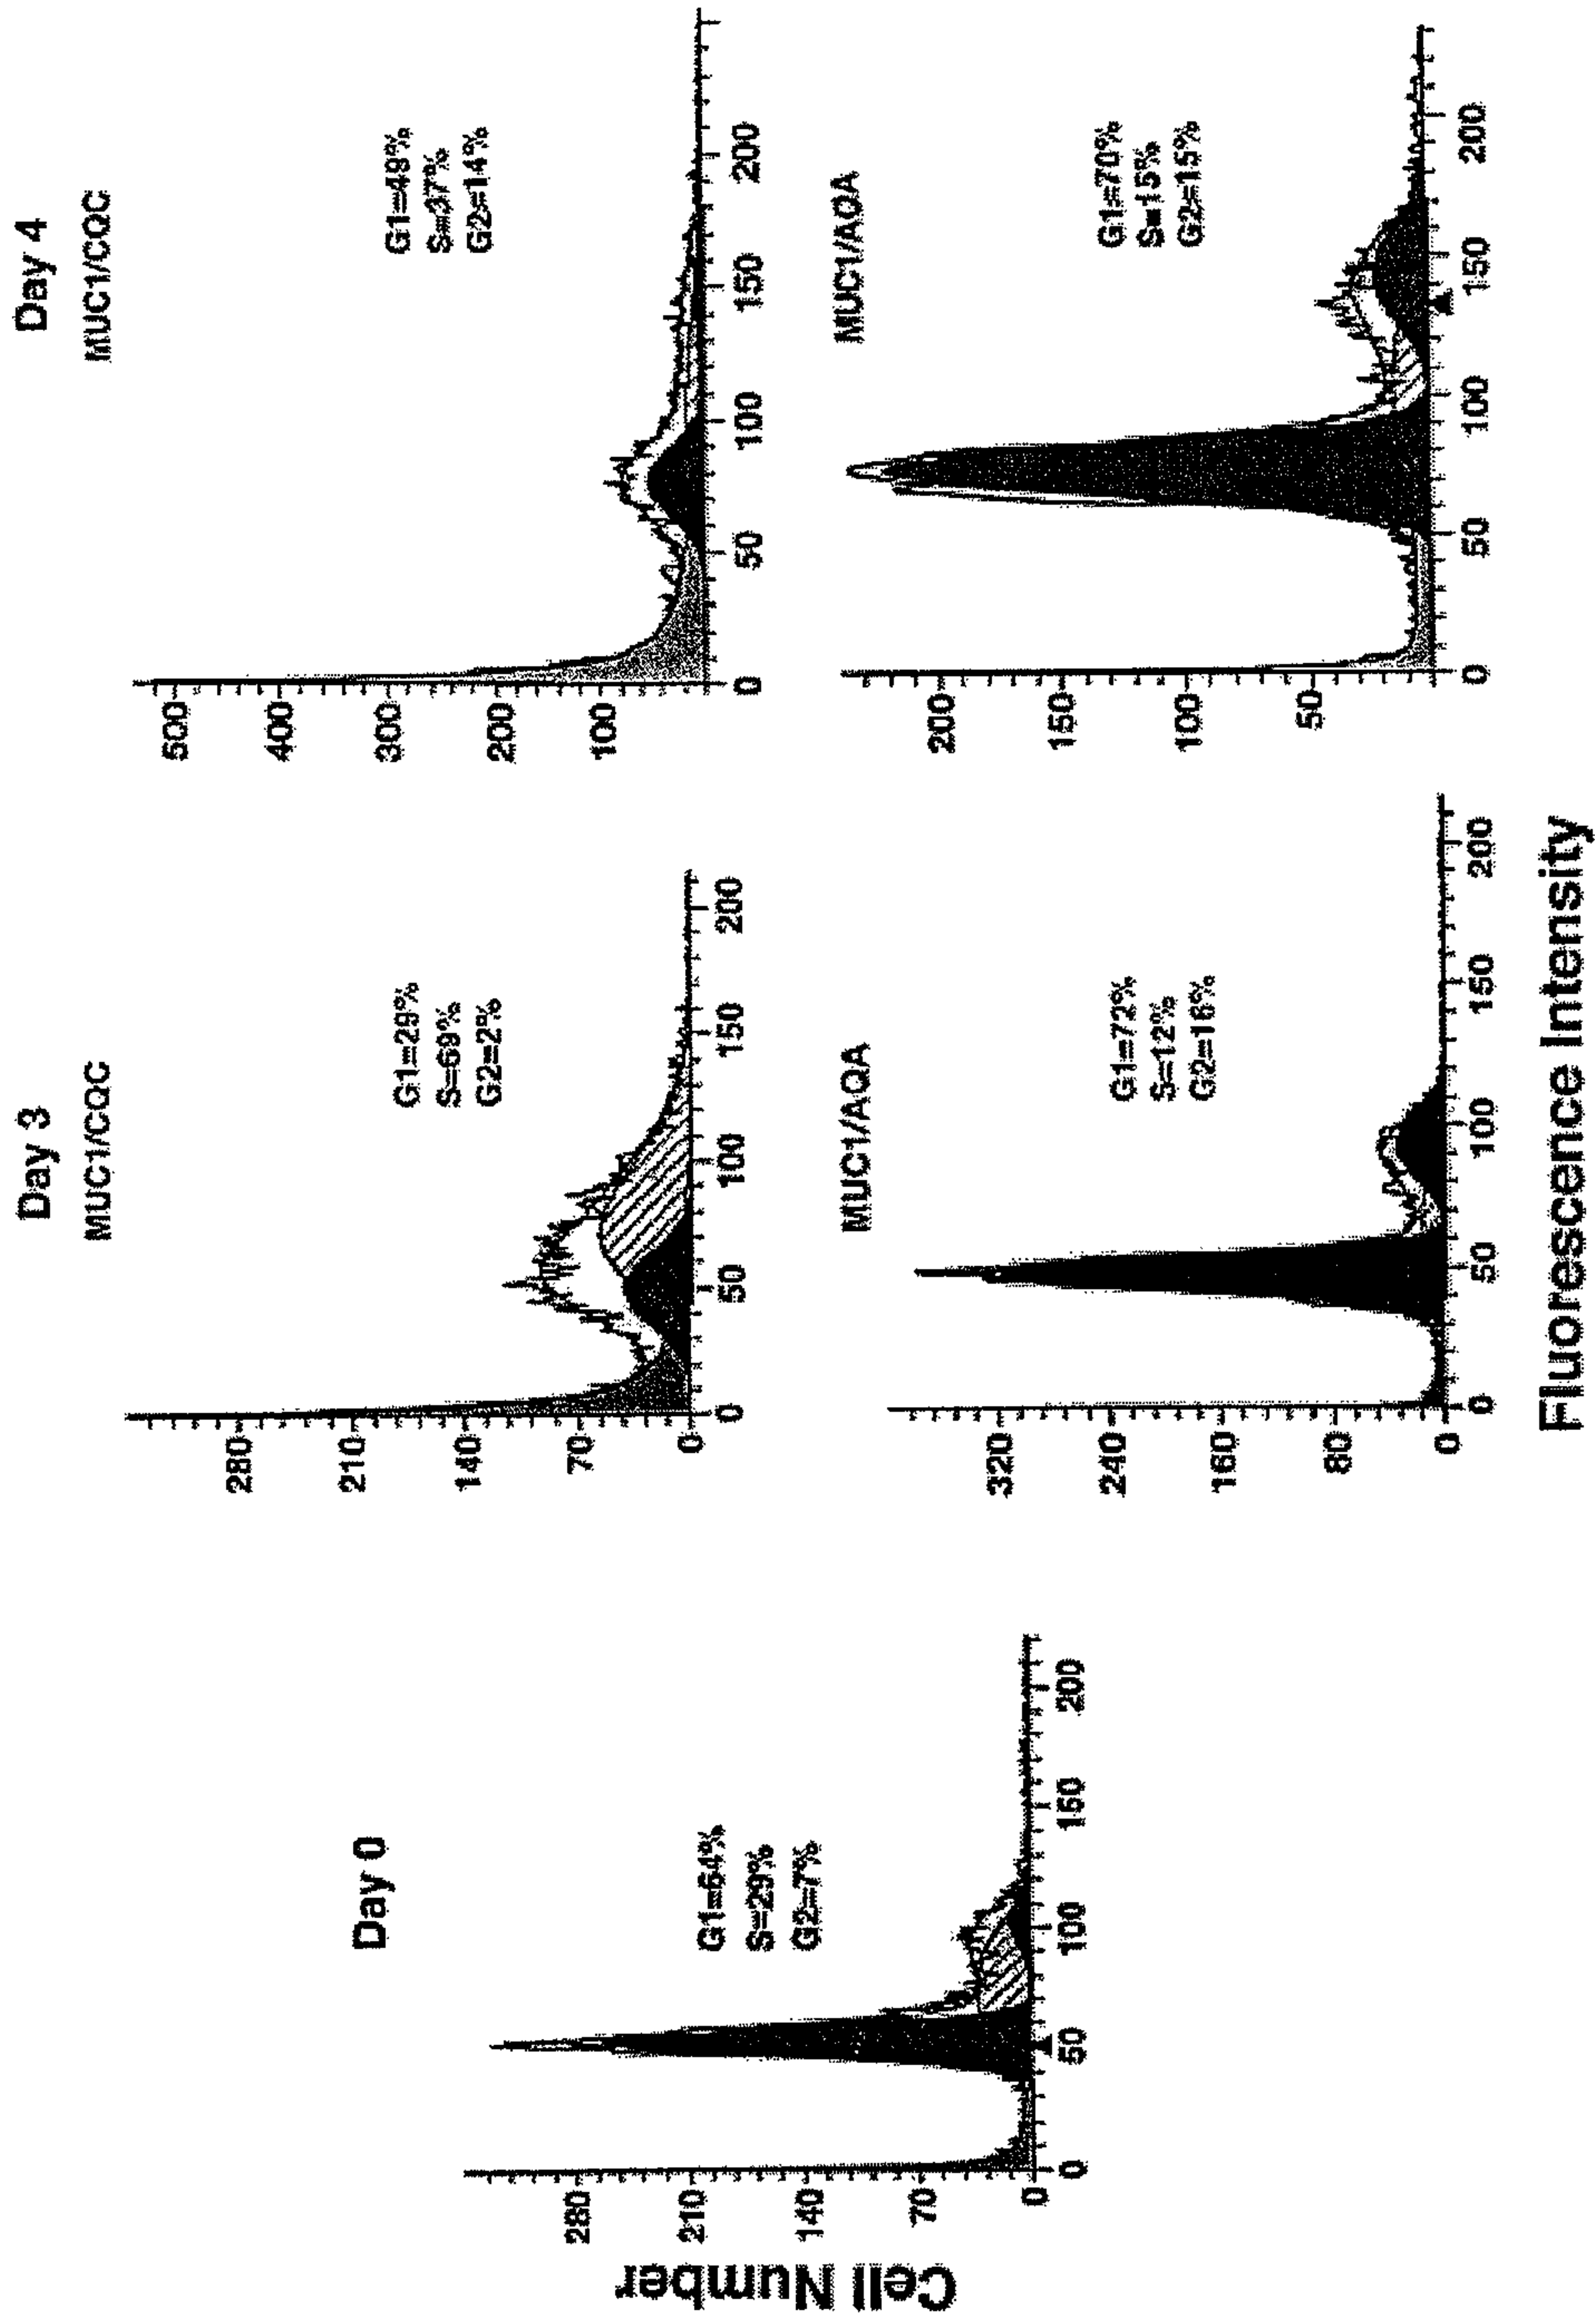 Day 0
G1=64%
S=29%
G2=7%
280
210
140
70
0
0 50 100 150 200
Cell Number
Day 3
MUC1/CQC
G1=29%
S=69%
G2=2%
280
210
140
70
0
0 50 100 150 200
Day 4
MUC1/CQC
G1=49%
S=37%
G2=14%
500
400
300
200
100
0 50 100 150 200
MUC1/AQA
G1=72%
S=12%
G2=16%
320
240
160
80
0
0 50 100 150 200
MUC1/AQA
G1=70%
S=15%
G2=15%
200
150
100
50
0 50 100 150 200
Fluorescence Intensity